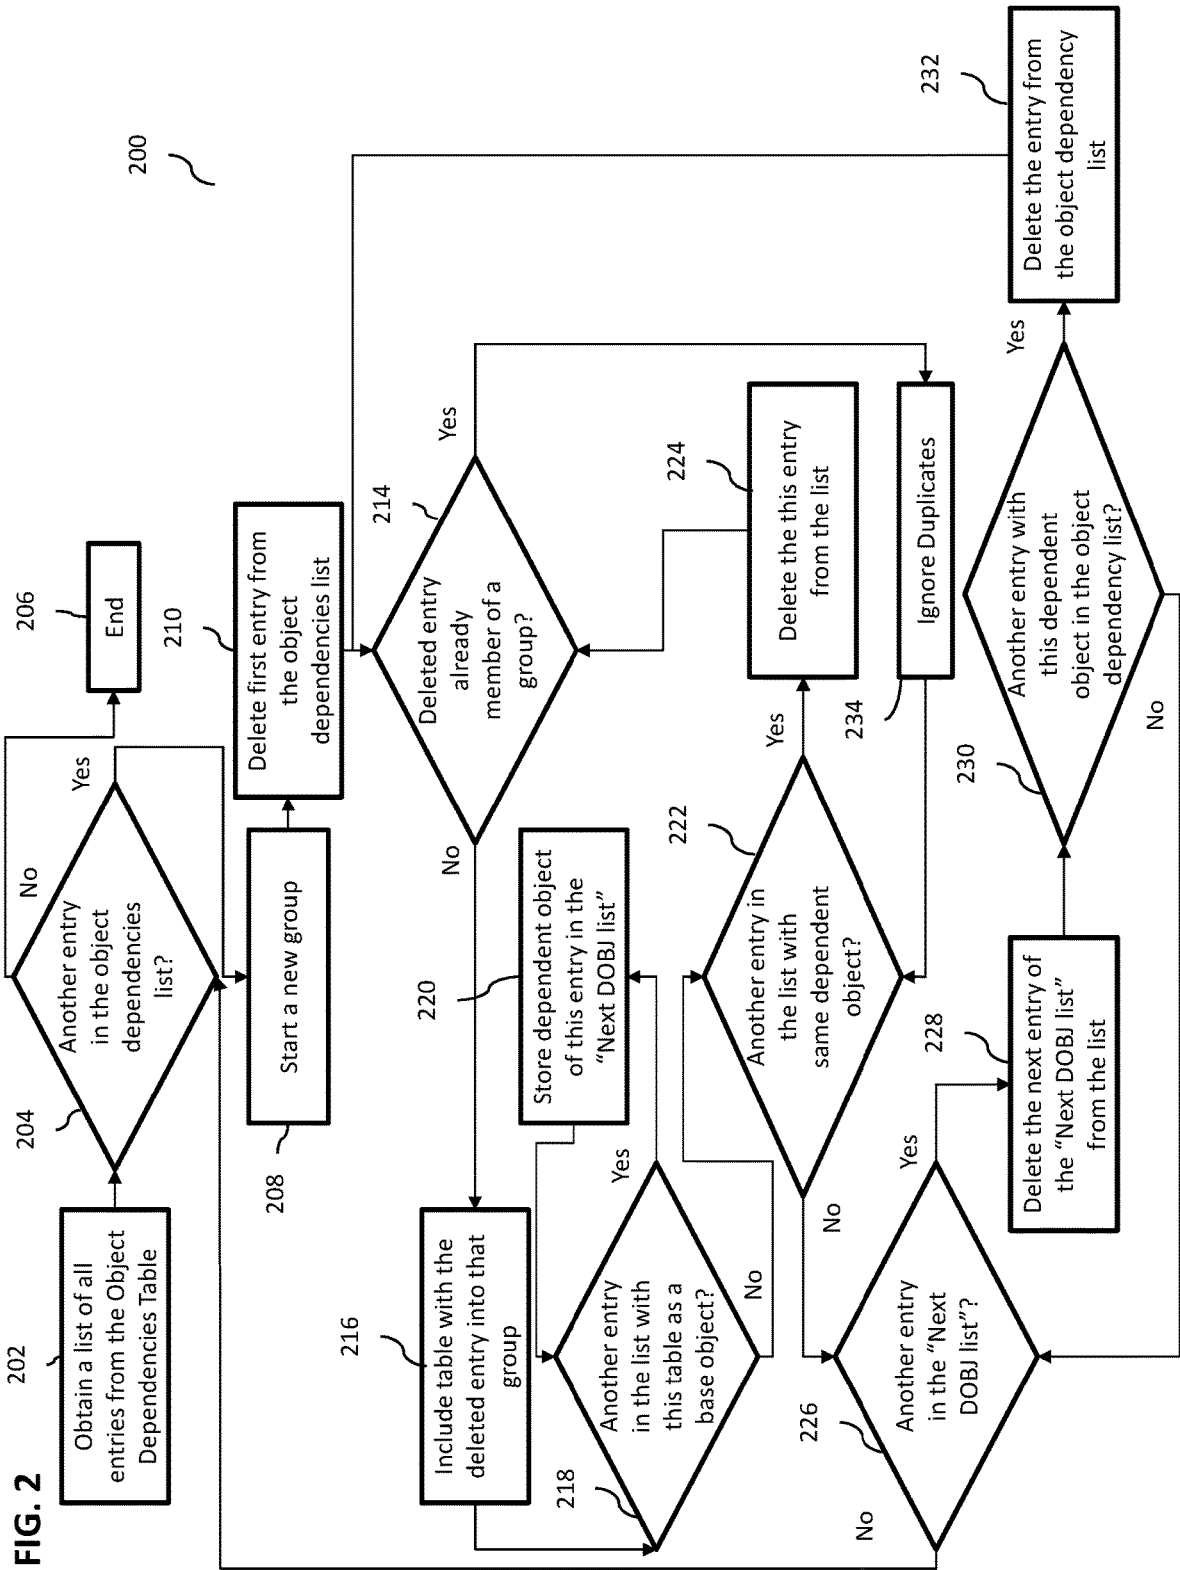 FIG. 2
200
202
Obtain a list of all
entries from the Object
Dependencies Table
204
Another entry
in the object
dependencies
list?
No
Yes
206
End
208
Start a new group
210
Delete first entry from
the object
dependencies list
214
Deleted entry
already
member of a
group?
No
Yes
216
Include table with the
deleted entry into that
group
218
Another entry
in the list with
this table as a
base object?
Yes
No
220
Store dependent object
of this entry in the
“Next DOBJ list”
222
Another entry in
the list with
same dependent
object?
Yes
No
224
Delete the this entry
from the list
234
Ignore Duplicates
226
Another entry
in the “Next
DOBJ list”?
Yes
No
228
Delete the next entry of
the “Next DOBJ list”
from the list
230
Another entry with
this dependent
object in the object
dependency list?
Yes
No
232
Delete the entry from
the object dependency
list